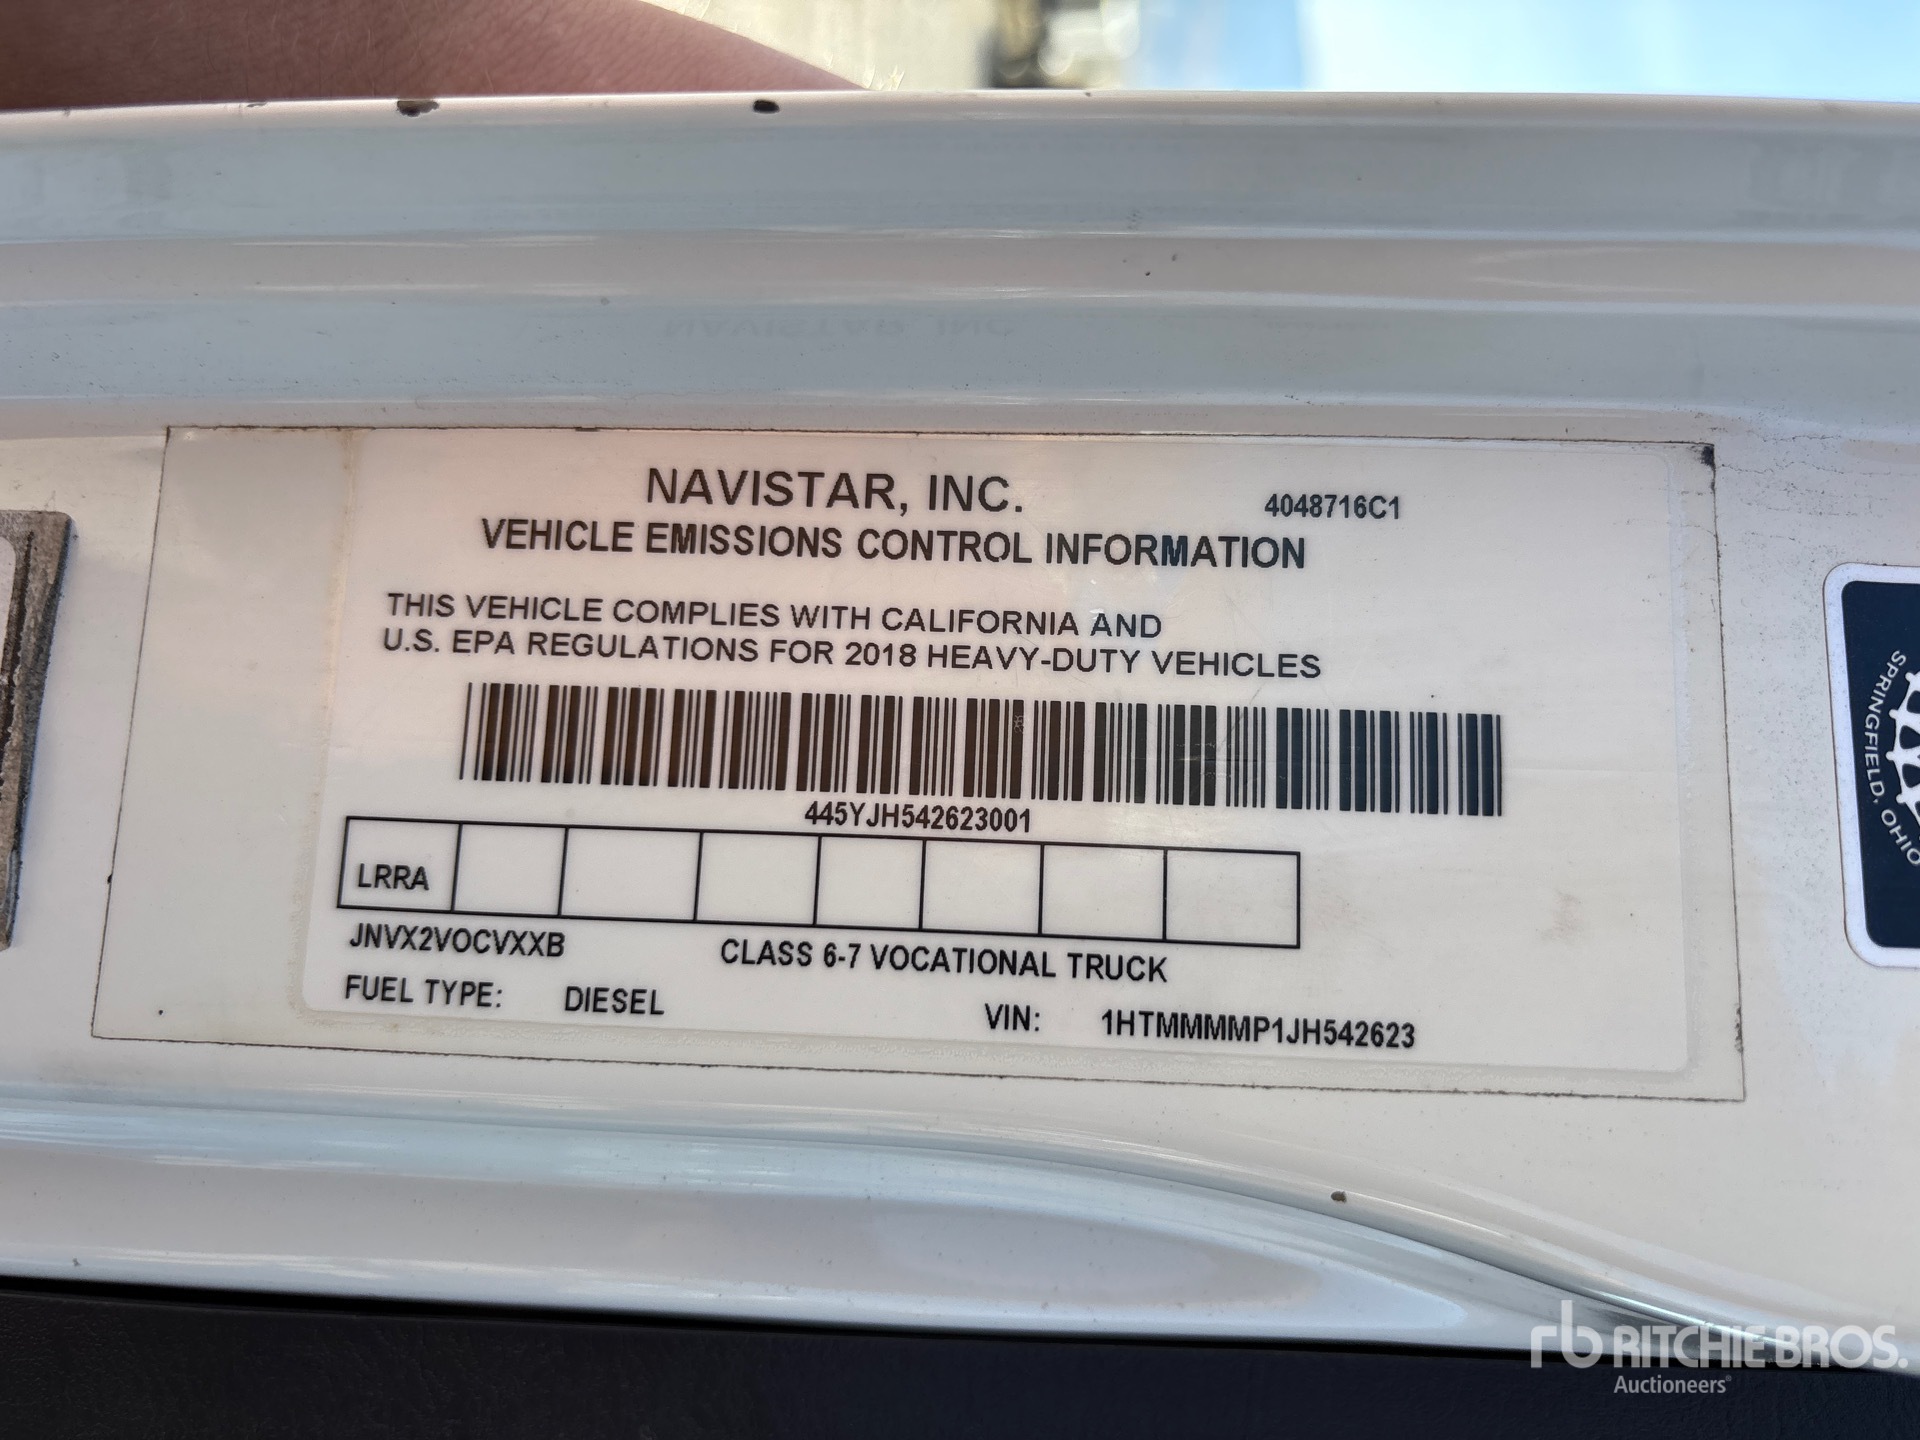 NAVISTAR, INC.
4048716C1
VEHICLE EMISSIONS CONTROL INFORMATION
THIS VEHICLE COMPLIES WITH CALIFORNIA AND
U.S. EPA REGULATIONS FOR 2018 HEAVY-DUTY VEHICLES
445YJH542623001
LRRA
JNVX2VOCVXXB
CLASS 6-7 VOCATIONAL TRUCK
FUEL TYPE: DIESEL
VIN: 1HTMMMMP1JH542623
SPRINGFIELD, OHIO
rb RITCHIE BROS.
Auctioneers